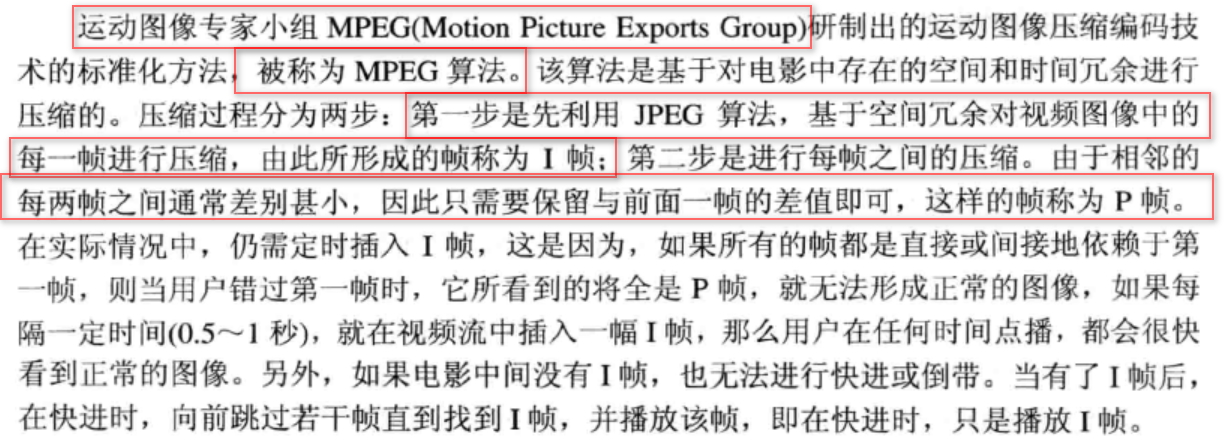 运动图像专家小组 MPEG(Motion Picture Exports Group)研制出的运动图像压缩编码技
术的标准化方法，被称为 MPEG 算法。该算法是基于对电影中存在的空间和时间冗余进行
压缩的。压缩过程分为两步：第一步是先利用 JPEG 算法，基于空间冗余对视频图像中的
每一帧进行压缩，由此所形成的帧称为 I 帧；第二步是进行每帧之间的压缩。由于相邻的
每两帧之间通常差别甚小，因此只需要保留与前面一帧的差值即可，这样的帧称为 P 帧。
在实际情况中，仍需定时插入 I 帧，这是因为，如果所有的帧都是直接或间接地依赖于第
一帧，则当用户错过第一帧时，它所看到的将全是 P 帧，就无法形成正常的图像，如果每
隔一定时间(0.5～1 秒)，就在视频流中插入一幅 I 帧，那么用户在任何时间点播，都会很快
看到正常的图像。另外，如果电影中间没有 I 帧，也无法进行快进或倒带。当有了 I 帧后，
在快进时，向前跳过若干帧直到找到 I 帧，并播放该帧，即在快进时，只是播放 I 帧。